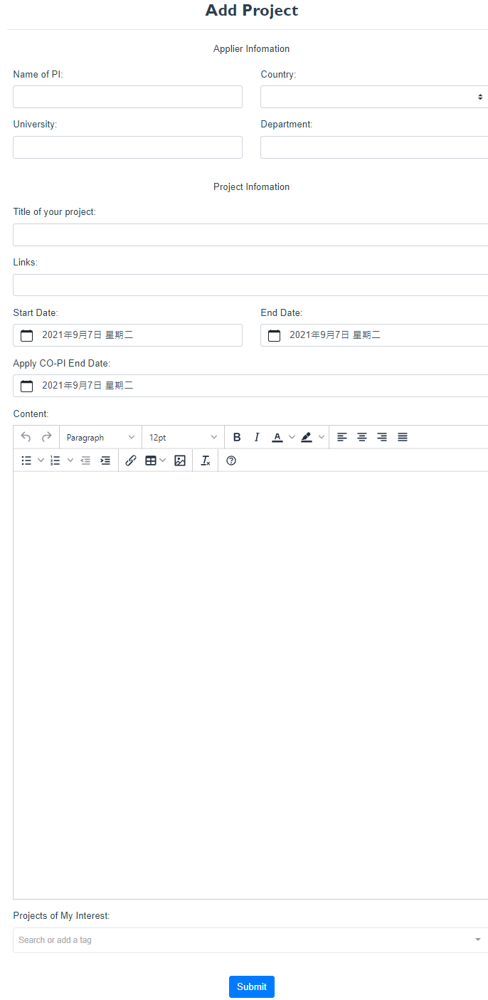 Add Project
Applier Infomation
Name of PI: Country:
University: Department:
Project Infomation
Title of your project:
Links:
Start Date: End Date:
2021年9月7日 星期二 2021年9月7日 星期二
Apply CO-PI End Date:
2021年9月7日 星期二
Content:
Paragraph 12pt B I A
Projects of My Interest:
Search or add a tag
Submit